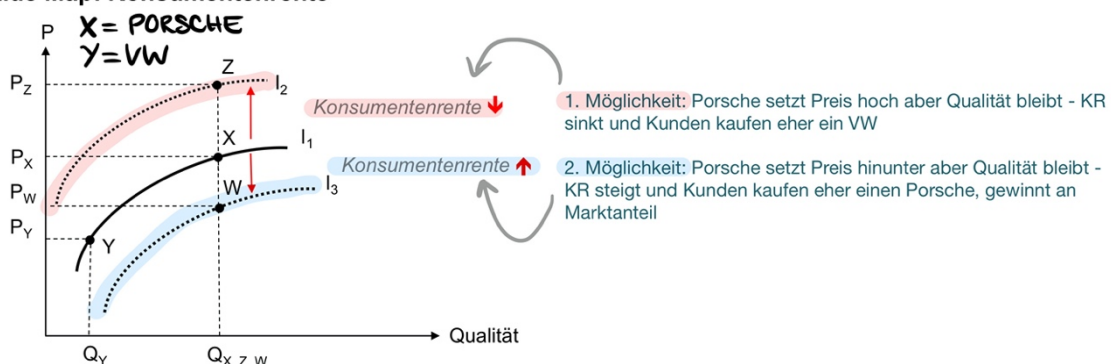 P
X = PORSCHE
Y = VW
P_Z
Z
I_2
Konsumentenrente
1. Möglichkeit: Porsche setzt Preis hoch aber Qualität bleibt - KR
sinkt und Kunden kaufen eher ein VW
X
I_1
P_X
Konsumentenrente
2. Möglichkeit: Porsche setzt Preis hinunter aber Qualität bleibt -
KR steigt und Kunden kaufen eher einen Porsche, gewinnt an
Marktanteil
P_W
W
I_3
P_Y
Y
Qualität
Q_Y
Q_X, Z, W